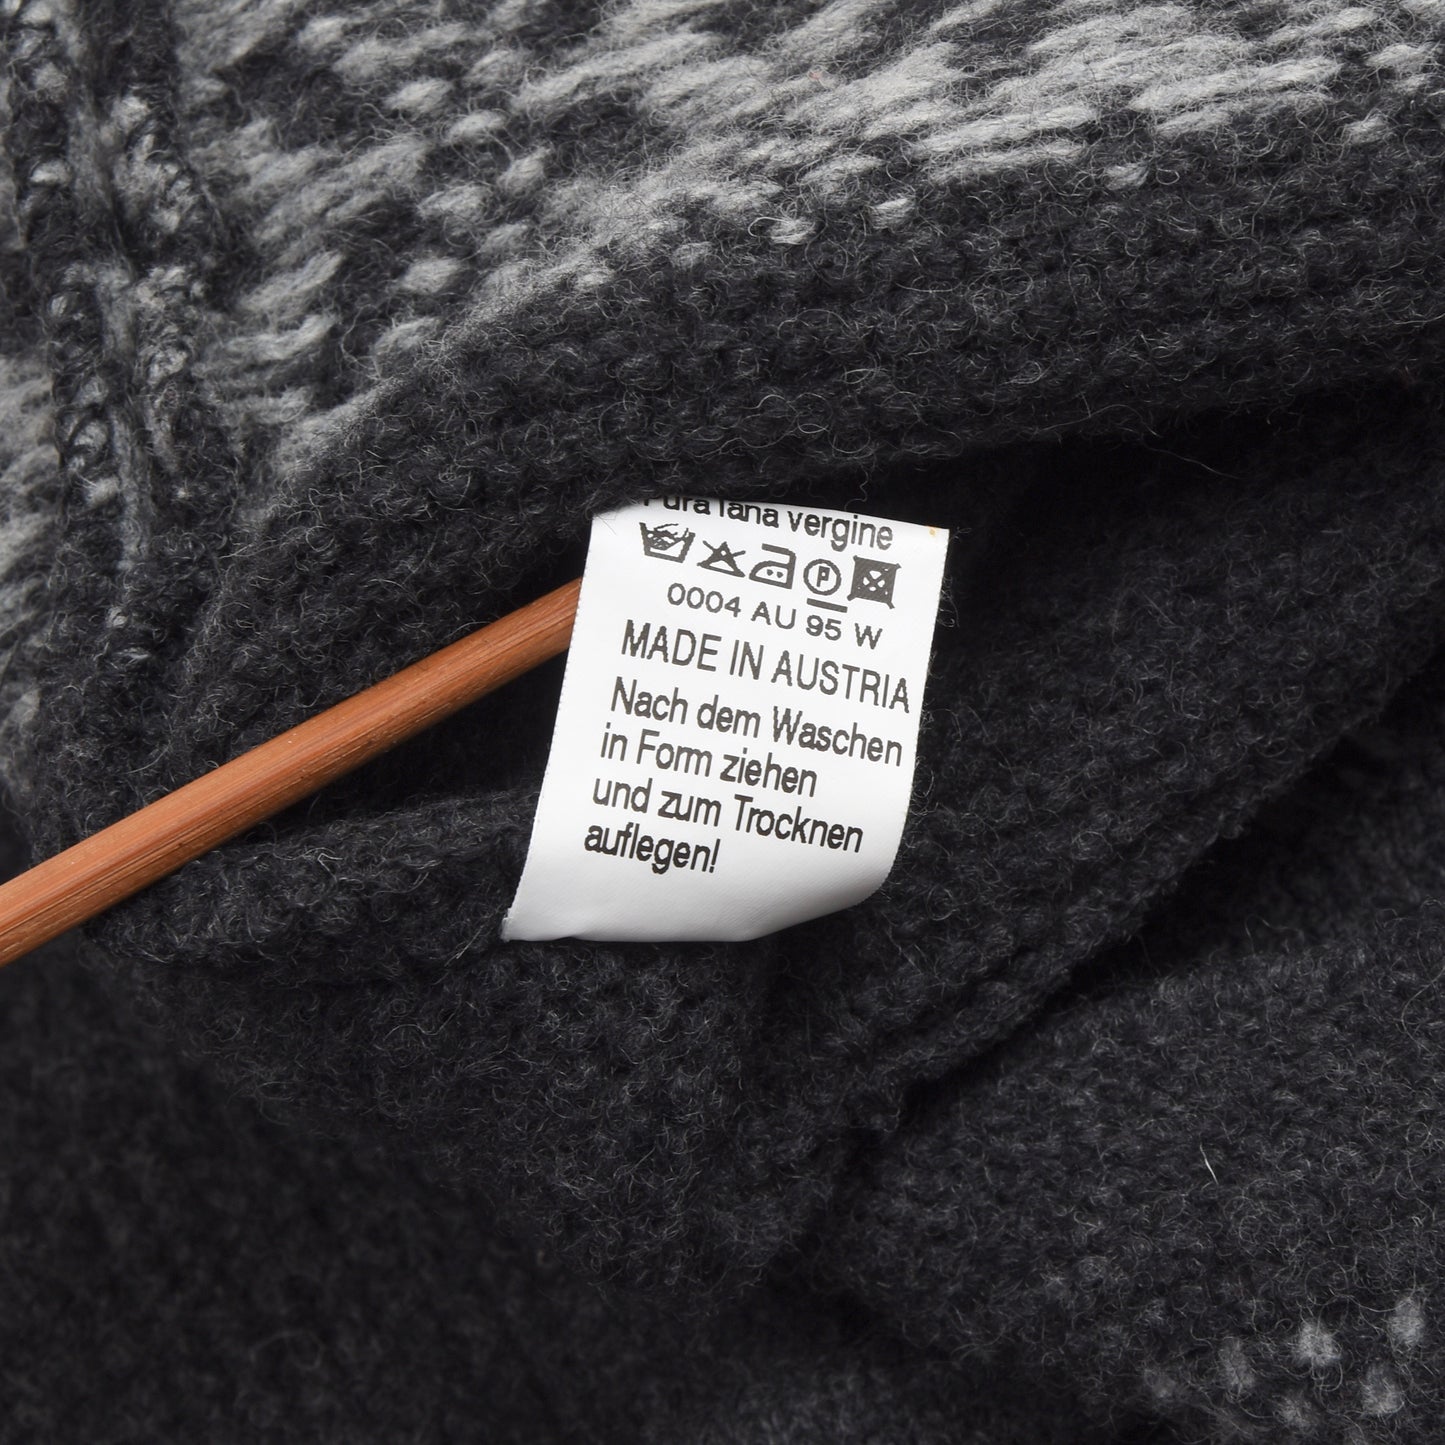 Pura lana vergine
P
0004 AU 95 W
MADE IN AUSTRIA
Nach dem Waschen
in Form ziehen
und zum Trocknen
auflegen!